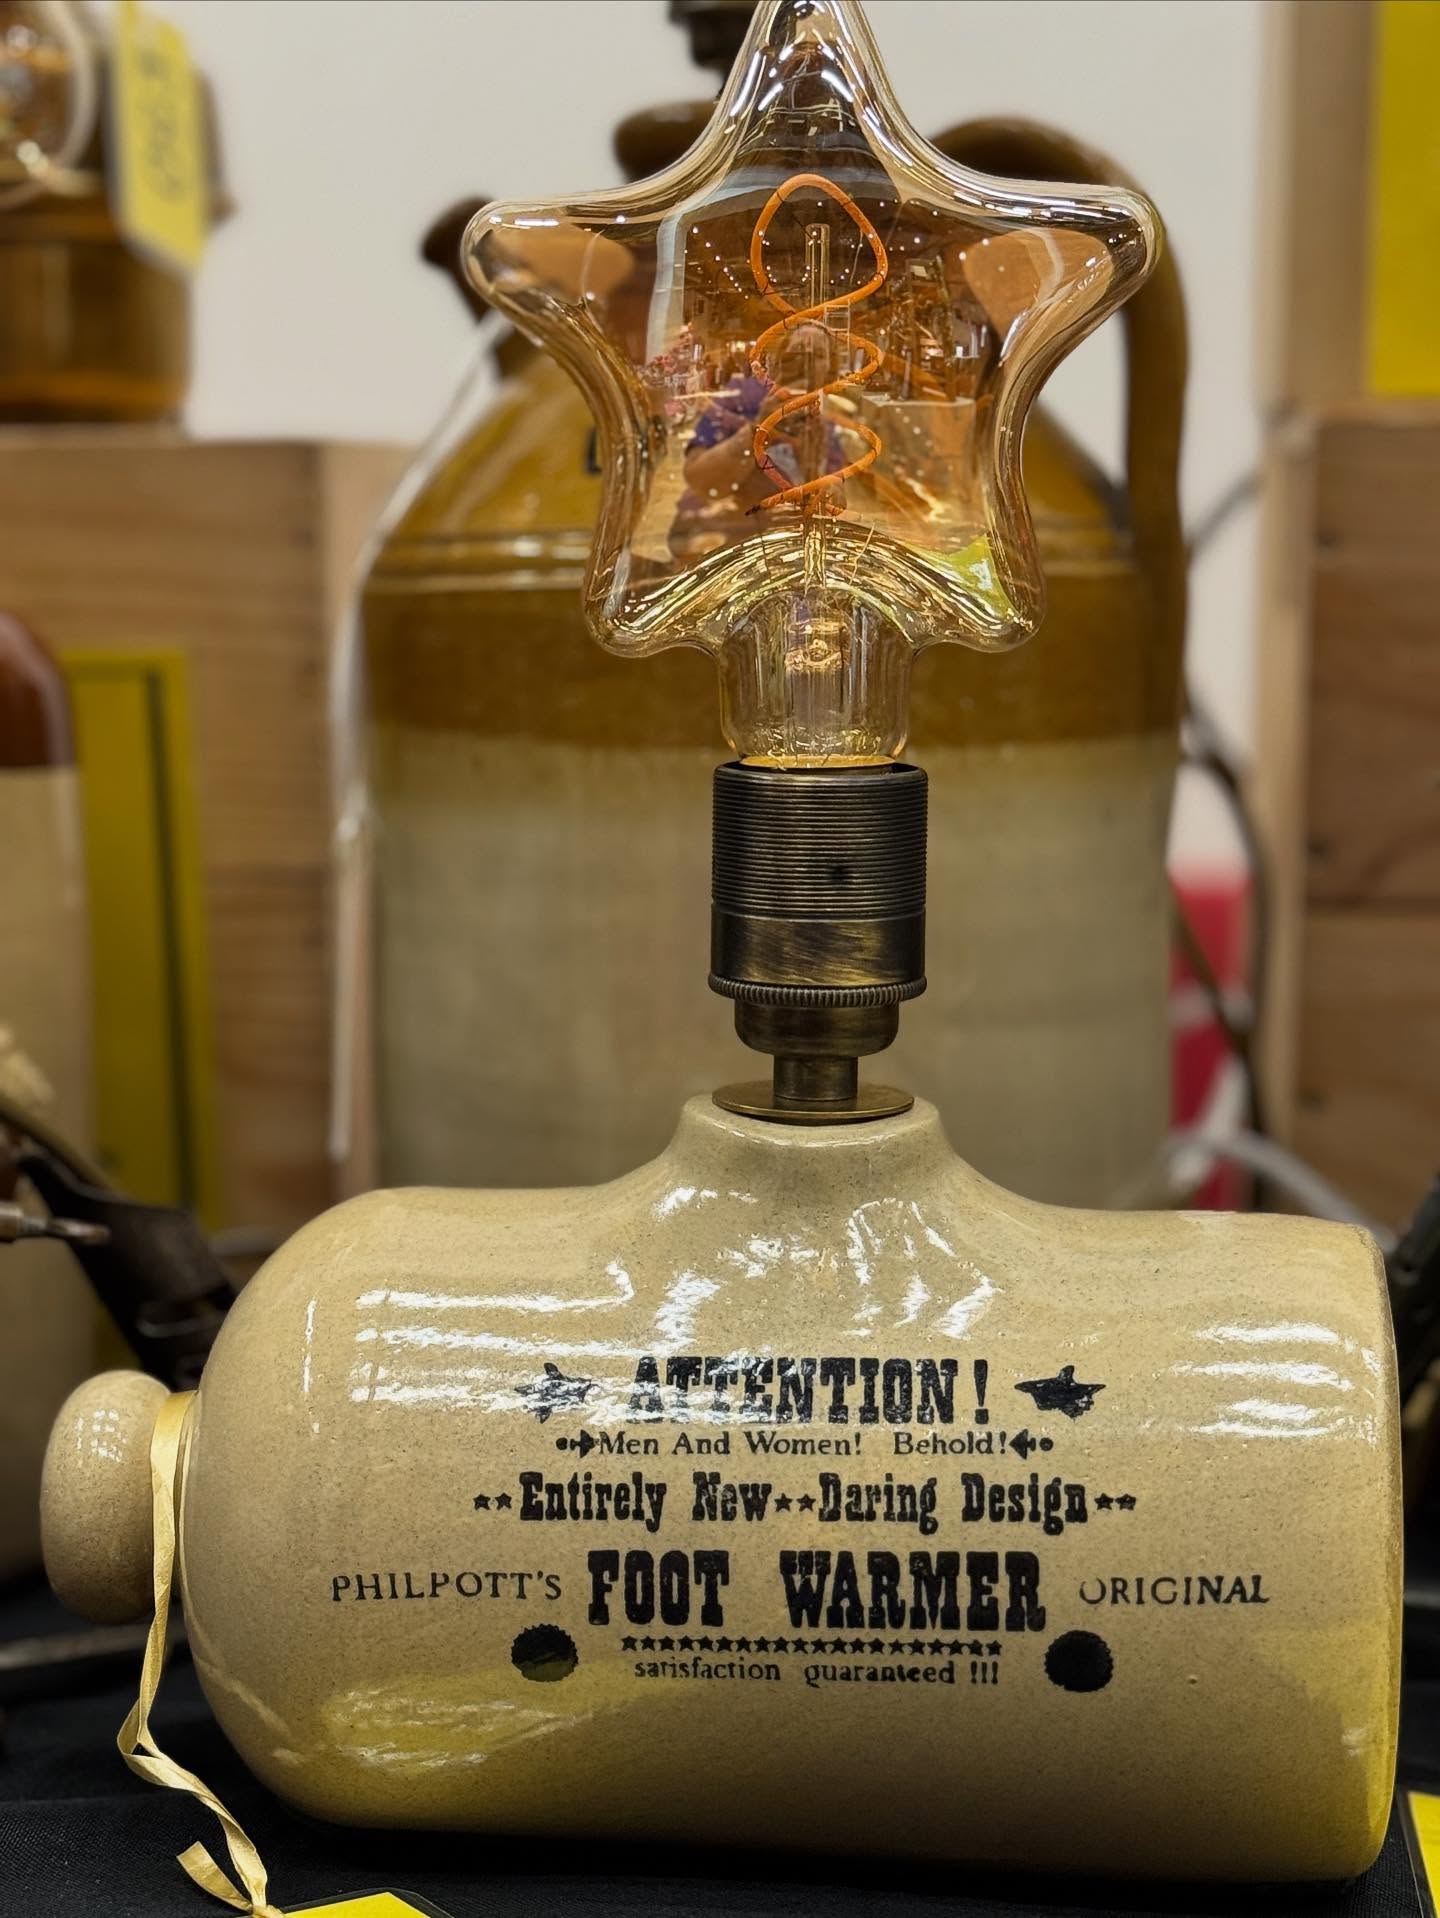 ATTENTION!
Men And Women! Behold!
Entirely New Daring Design
PHILPOTT'S FOOT WARMER ORIGINAL
satisfaction guaranteed !!!